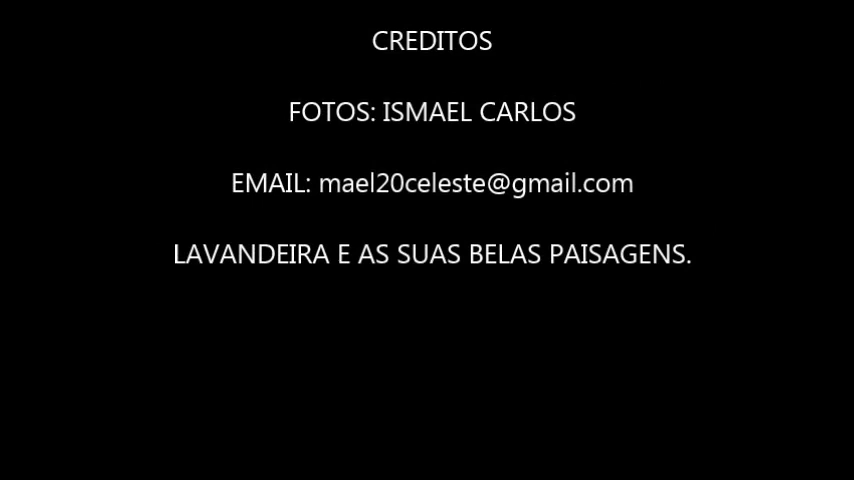 CREDITOS
FOTOS: ISMAEL CARLOS
EMAIL: mael20celeste@gmail.com
LAVANDEIRA E AS SUAS BELAS PAISAGENS.